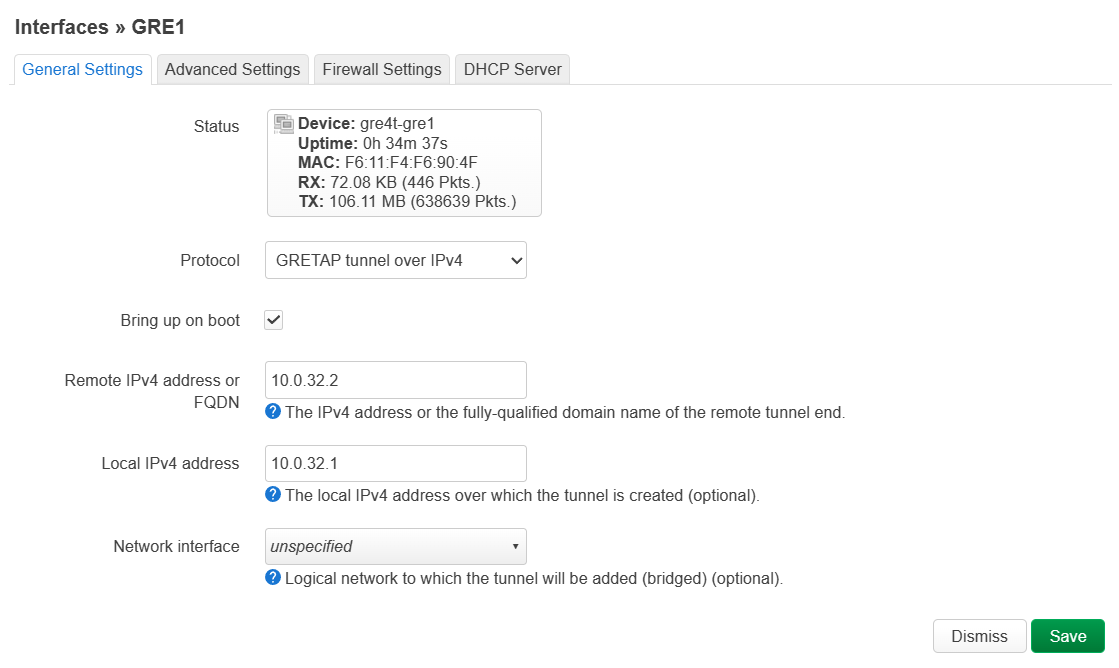 Interfaces » GRE1
General Settings
Advanced Settings
Firewall Settings
DHCP Server
Status
Device: gre4t-gre1
Uptime: 0h 34m 37s
MAC: F6:11:F4:F6:90:4F
RX: 72.08 KB (446 Pkts.)
TX: 106.11 MB (638639 Pkts.)
Protocol
GRETAP tunnel over IPv4
Bring up on boot
Remote IPv4 address or
FQDN
10.0.32.2
The IPv4 address or the fully-qualified domain name of the remote tunnel end.
Local IPv4 address
10.0.32.1
The local IPv4 address over which the tunnel is created (optional).
Network interface
unspecified
Logical network to which the tunnel will be added (bridged) (optional).
Dismiss
Save